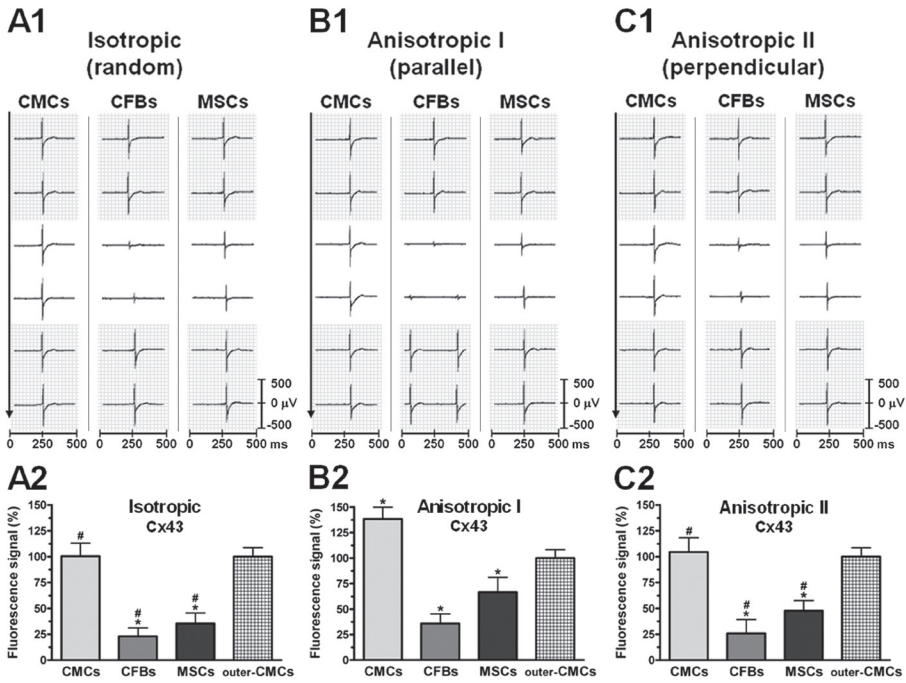 A1
Isotropic
(random)
CMCs CFBs MSCs
500
0 µV
-500
0 250 500 0 250 500 0 250 500 ms
B1
Anisotropic I
(parallel)
CMCs CFBs MSCs
500
0 µV
-500
0 250 500 0 250 500 0 250 500 ms
C1
Anisotropic II
(perpendicular)
CMCs CFBs MSCs
500
0 µV
-500
0 250 500 0 250 500 0 250 500 ms
A2
Isotropic
Cx43
Fluorescence signal (%)
150
125
100
75
50
25
0
#
#
*
#
*
CMCs CFBs MSCs outer-CMCs
B2
Anisotropic I
Cx43
Fluorescence signal (%)
150
125
100
75
50
25
0
*
*
*
CMCs CFBs MSCs outer-CMCs
C2
Anisotropic II
Cx43
Fluorescence signal (%)
150
125
100
75
50
25
0
#
#
*
#
*
CMCs CFBs MSCs outer-CMCs